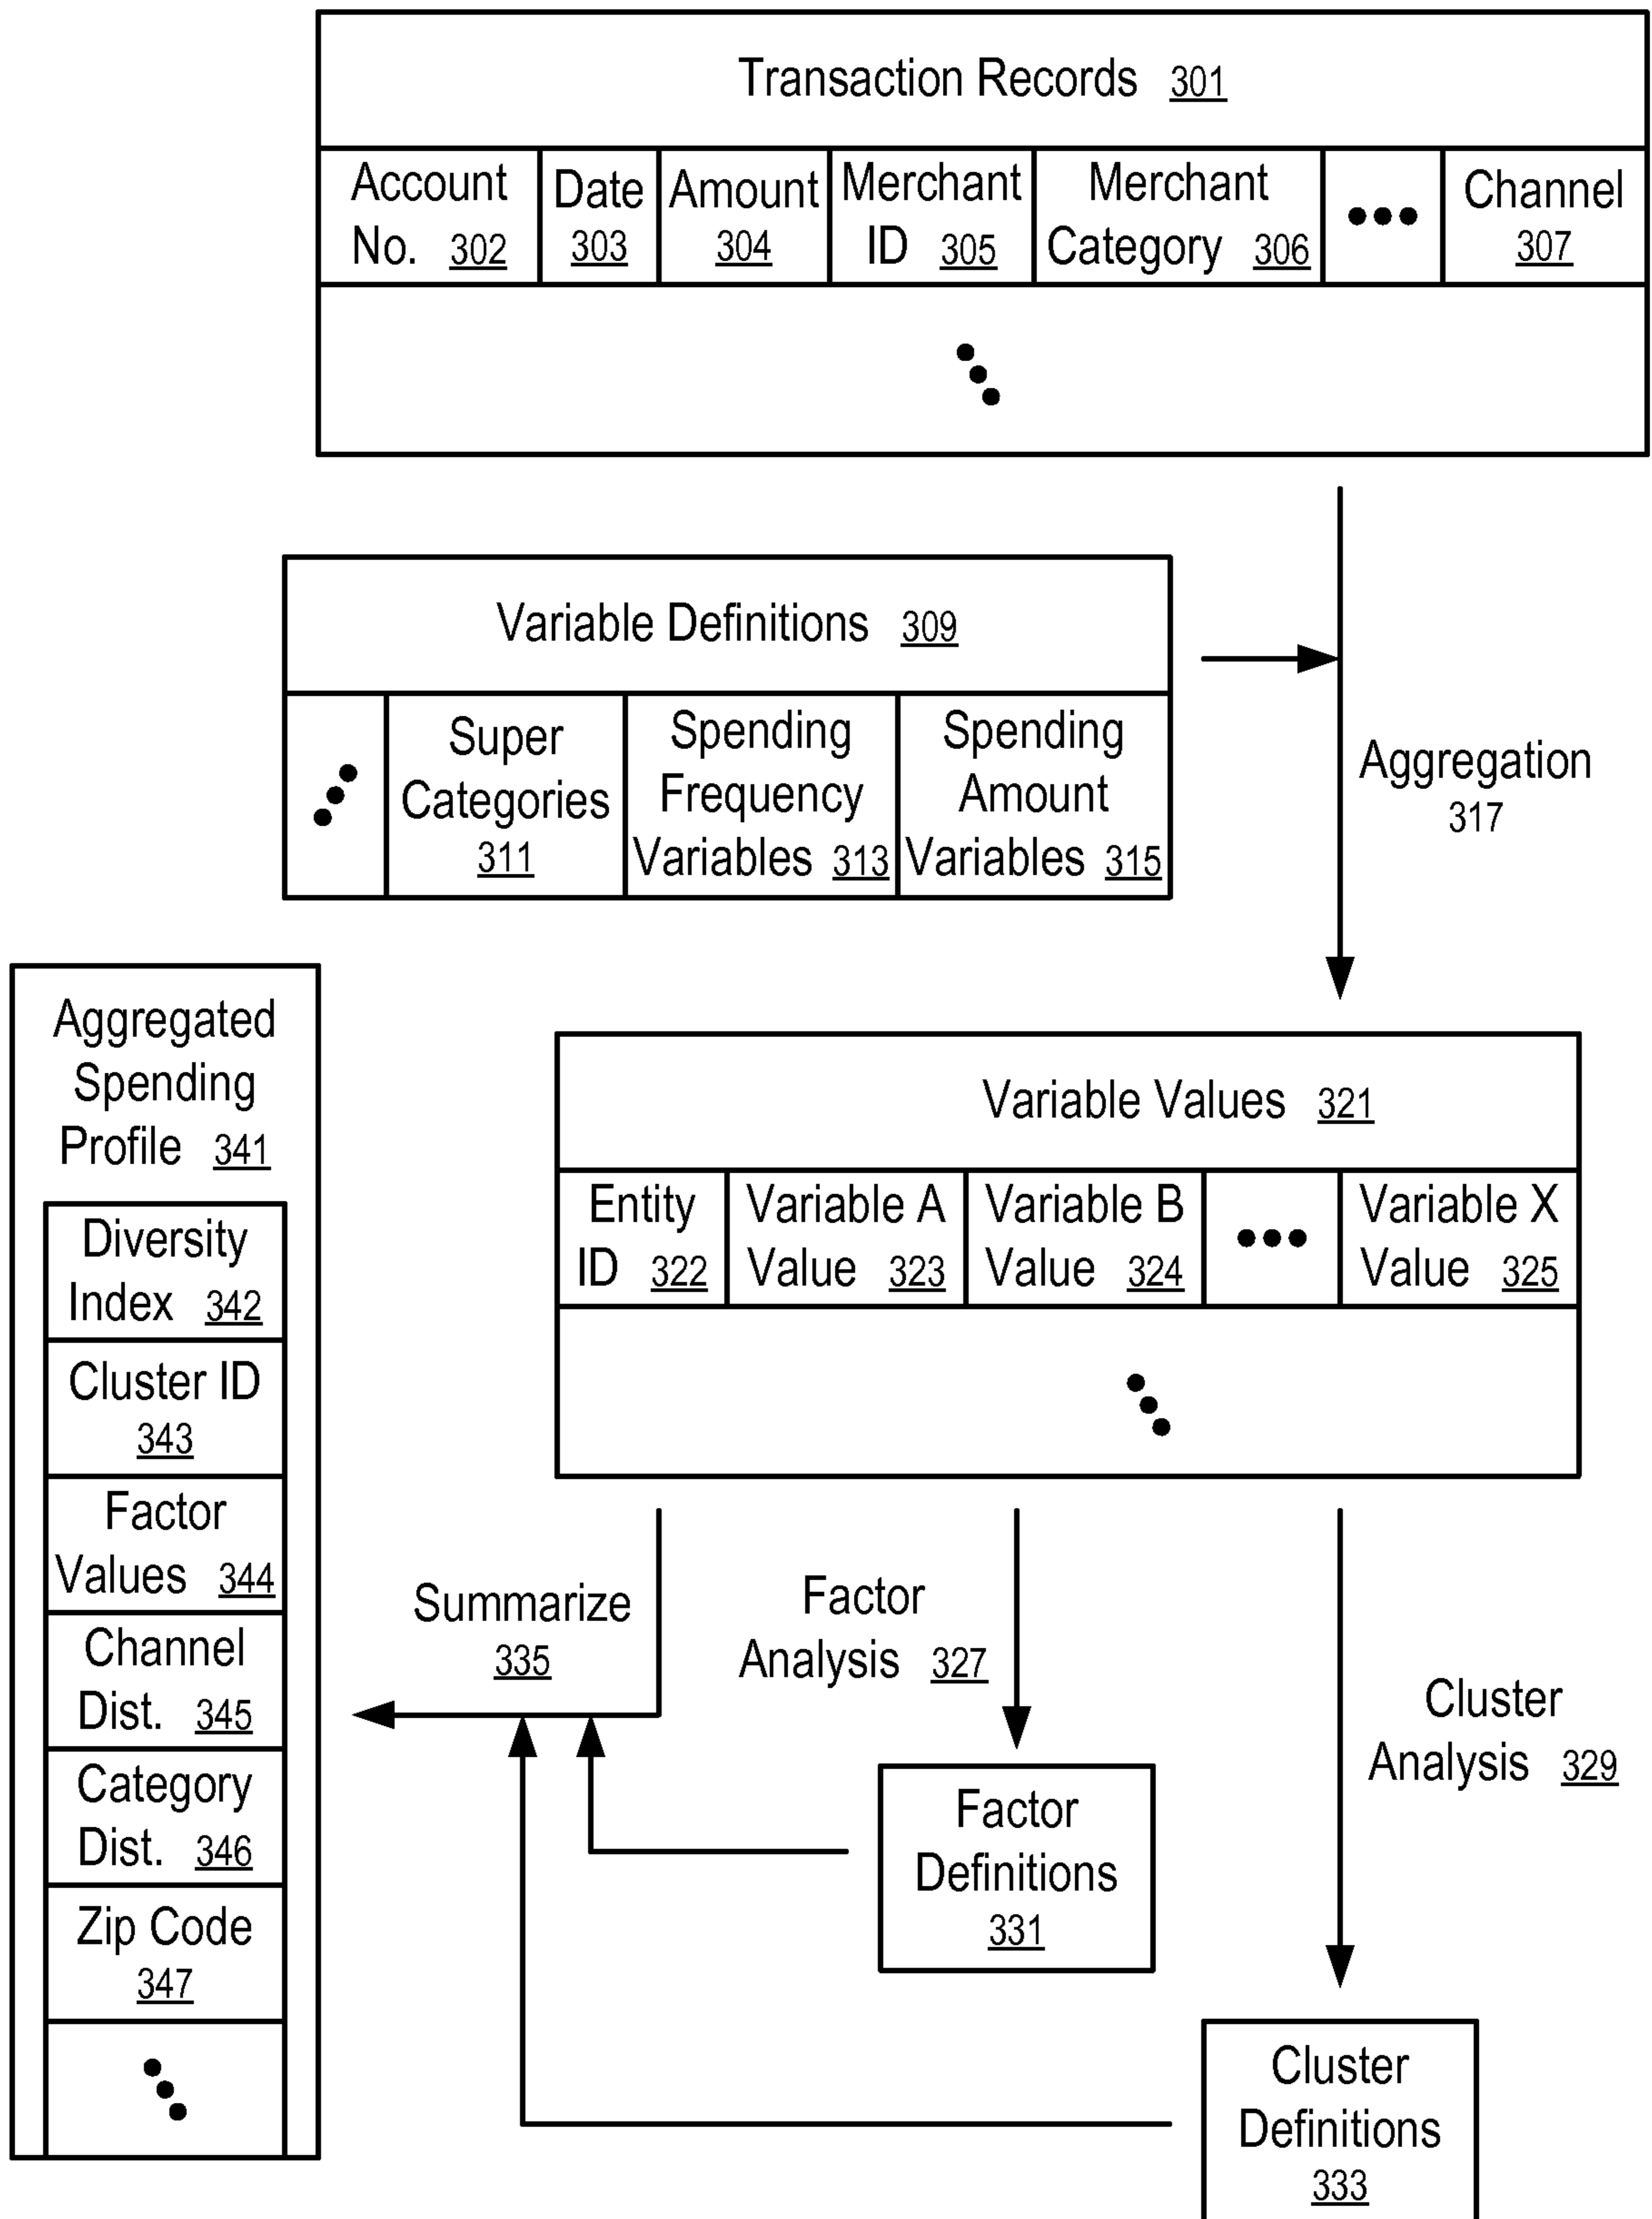 Transaction Records 301
Account
No. 302
Date
303
Amount
304
Merchant
ID 305
Merchant
Category 306
Channel
307
Variable Definitions 309
Super
Categories
311
Spending
Frequency
Variables 313
Spending
Amount
Variables 315
Aggregation
317
Aggregated
Spending
Profile 341
Diversity
Index 342
Cluster ID
343
Factor
Values 344
Channel
Dist. 345
Category
Dist. 346
Zip Code
347
Variable Values 321
Entity
ID 322
Variable A
Value 323
Variable B
Value 324
Variable X
Value 325
Summarize
335
Factor
Analysis 327
Cluster
Analysis 329
Factor
Definitions
331
Cluster
Definitions
333